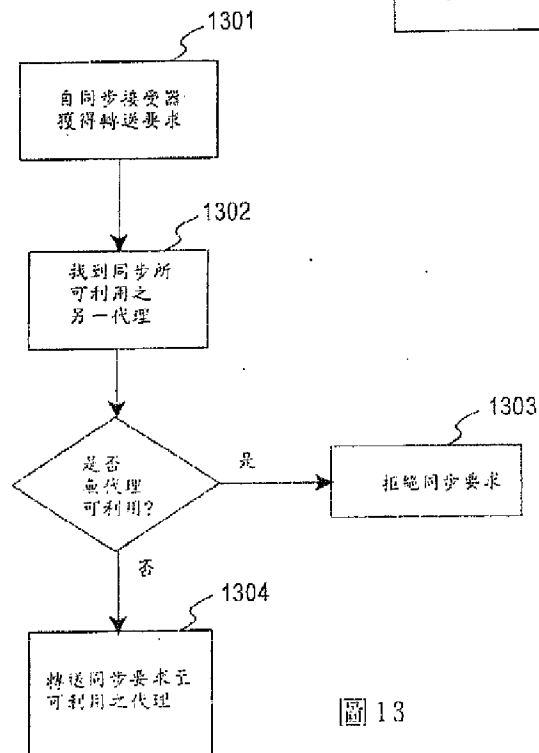 1301
自同步接受器
獲得轉送要求
1302
找到同步所
可利用之
另一代理
是否
無代理
可利用?
是
1303
拒絕同步要求
否
1304
轉送同步要求至
可利用之代理
圖 13